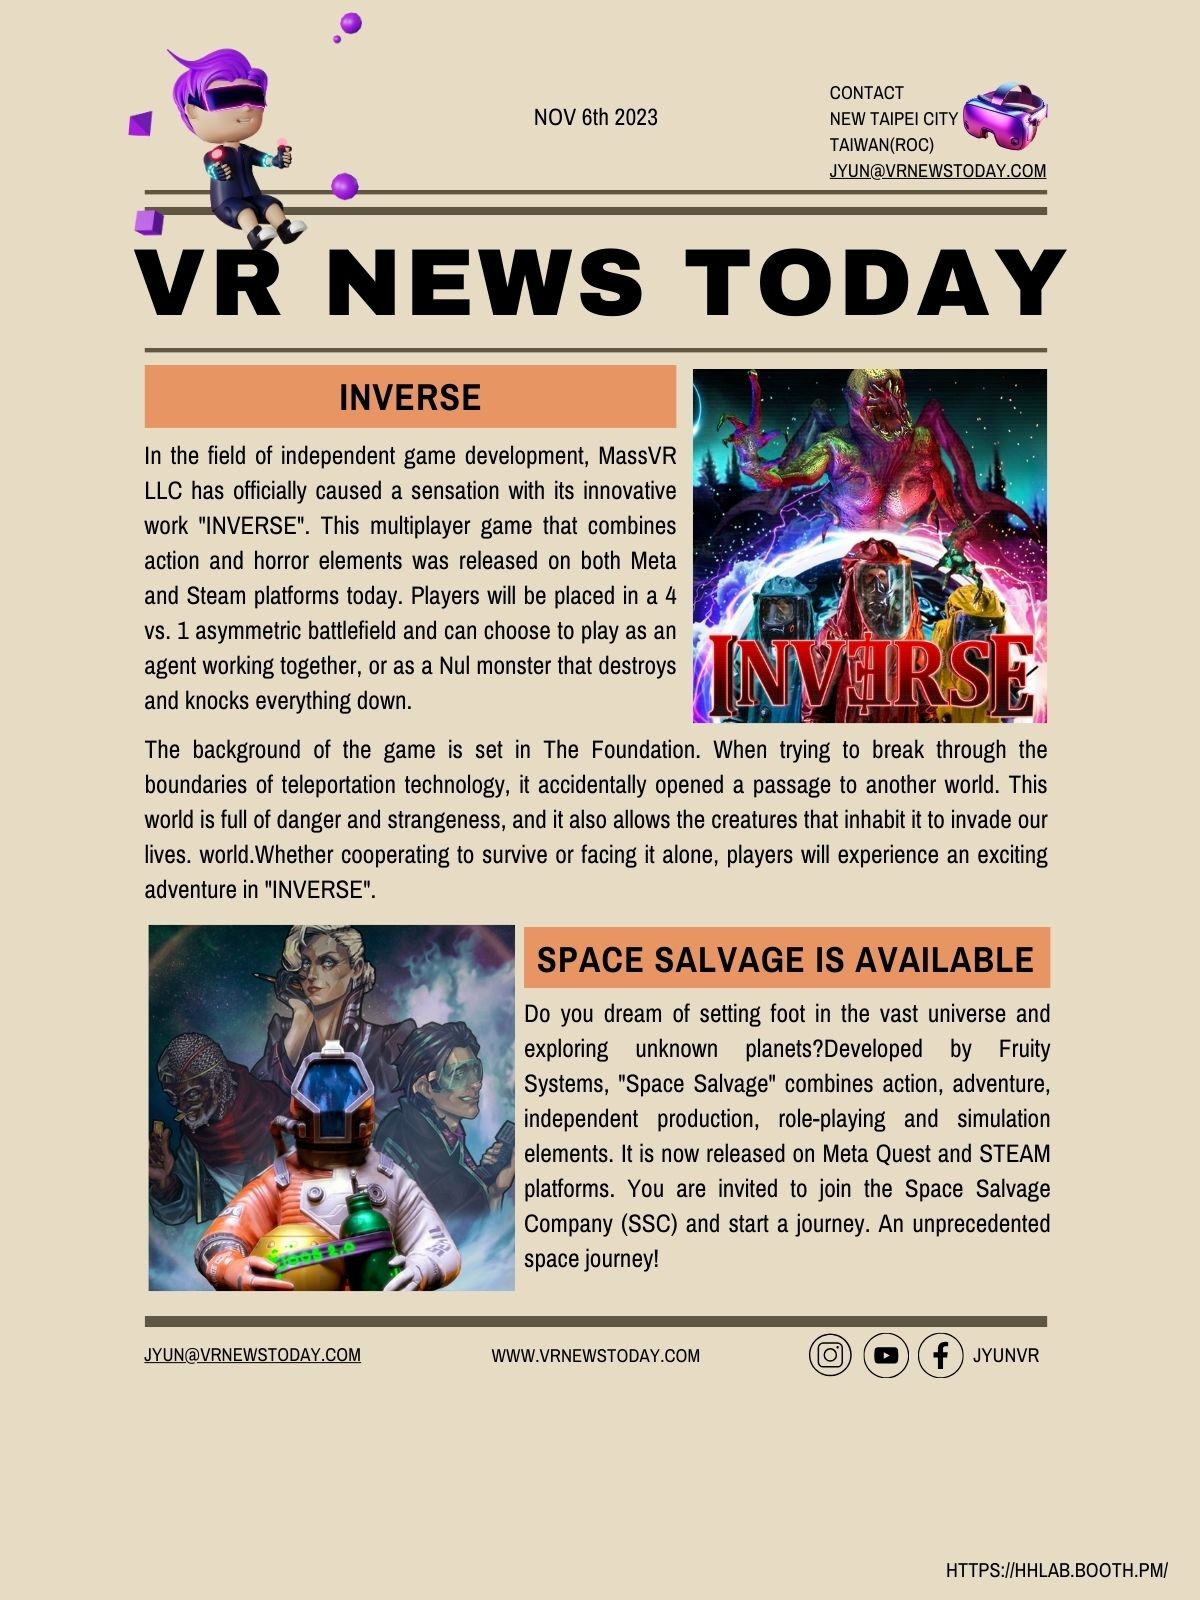 NOV 6th 2023
CONTACT
NEW TAIPEI CITY
TAIWAN(ROC)
JYUN@VRNEWSTODAY.COM
VR NEWS TODAY
INVERSE
In the field of independent game development, MassVR
LLC has officially caused a sensation with its innovative
work "INVERSE". This multiplayer game that combines
action and horror elements was released on both Meta
and Steam platforms today. Players will be placed in a 4
vs. 1 asymmetric battlefield and can choose to play as an
agent working together, or as a Nul monster that destroys
and knocks everything down.
INVERSE
The background of the game is set in The Foundation. When trying to break through the
boundaries of teleportation technology, it accidentally opened a passage to another world. This
world is full of danger and strangeness, and it also allows the creatures that inhabit it to invade our
lives. world.Whether cooperating to survive or facing it alone, players will experience an exciting
adventure in "INVERSE".
SPACE SALVAGE IS AVAILABLE
Do you dream of setting foot in the vast universe and
exploring unknown planets?Developed by Fruity
Systems, "Space Salvage" combines action, adventure,
independent production, role-playing and simulation
elements. It is now released on Meta Quest and STEAM
platforms. You are invited to join the Space Salvage
Company (SSC) and start a journey. An unprecedented
space journey!
JYUN@VRNEWSTODAY.COM
WWW.VRNEWSTODAY.COM
JYUNVR
HTTPS://HHLAB.BOOTH.PM/